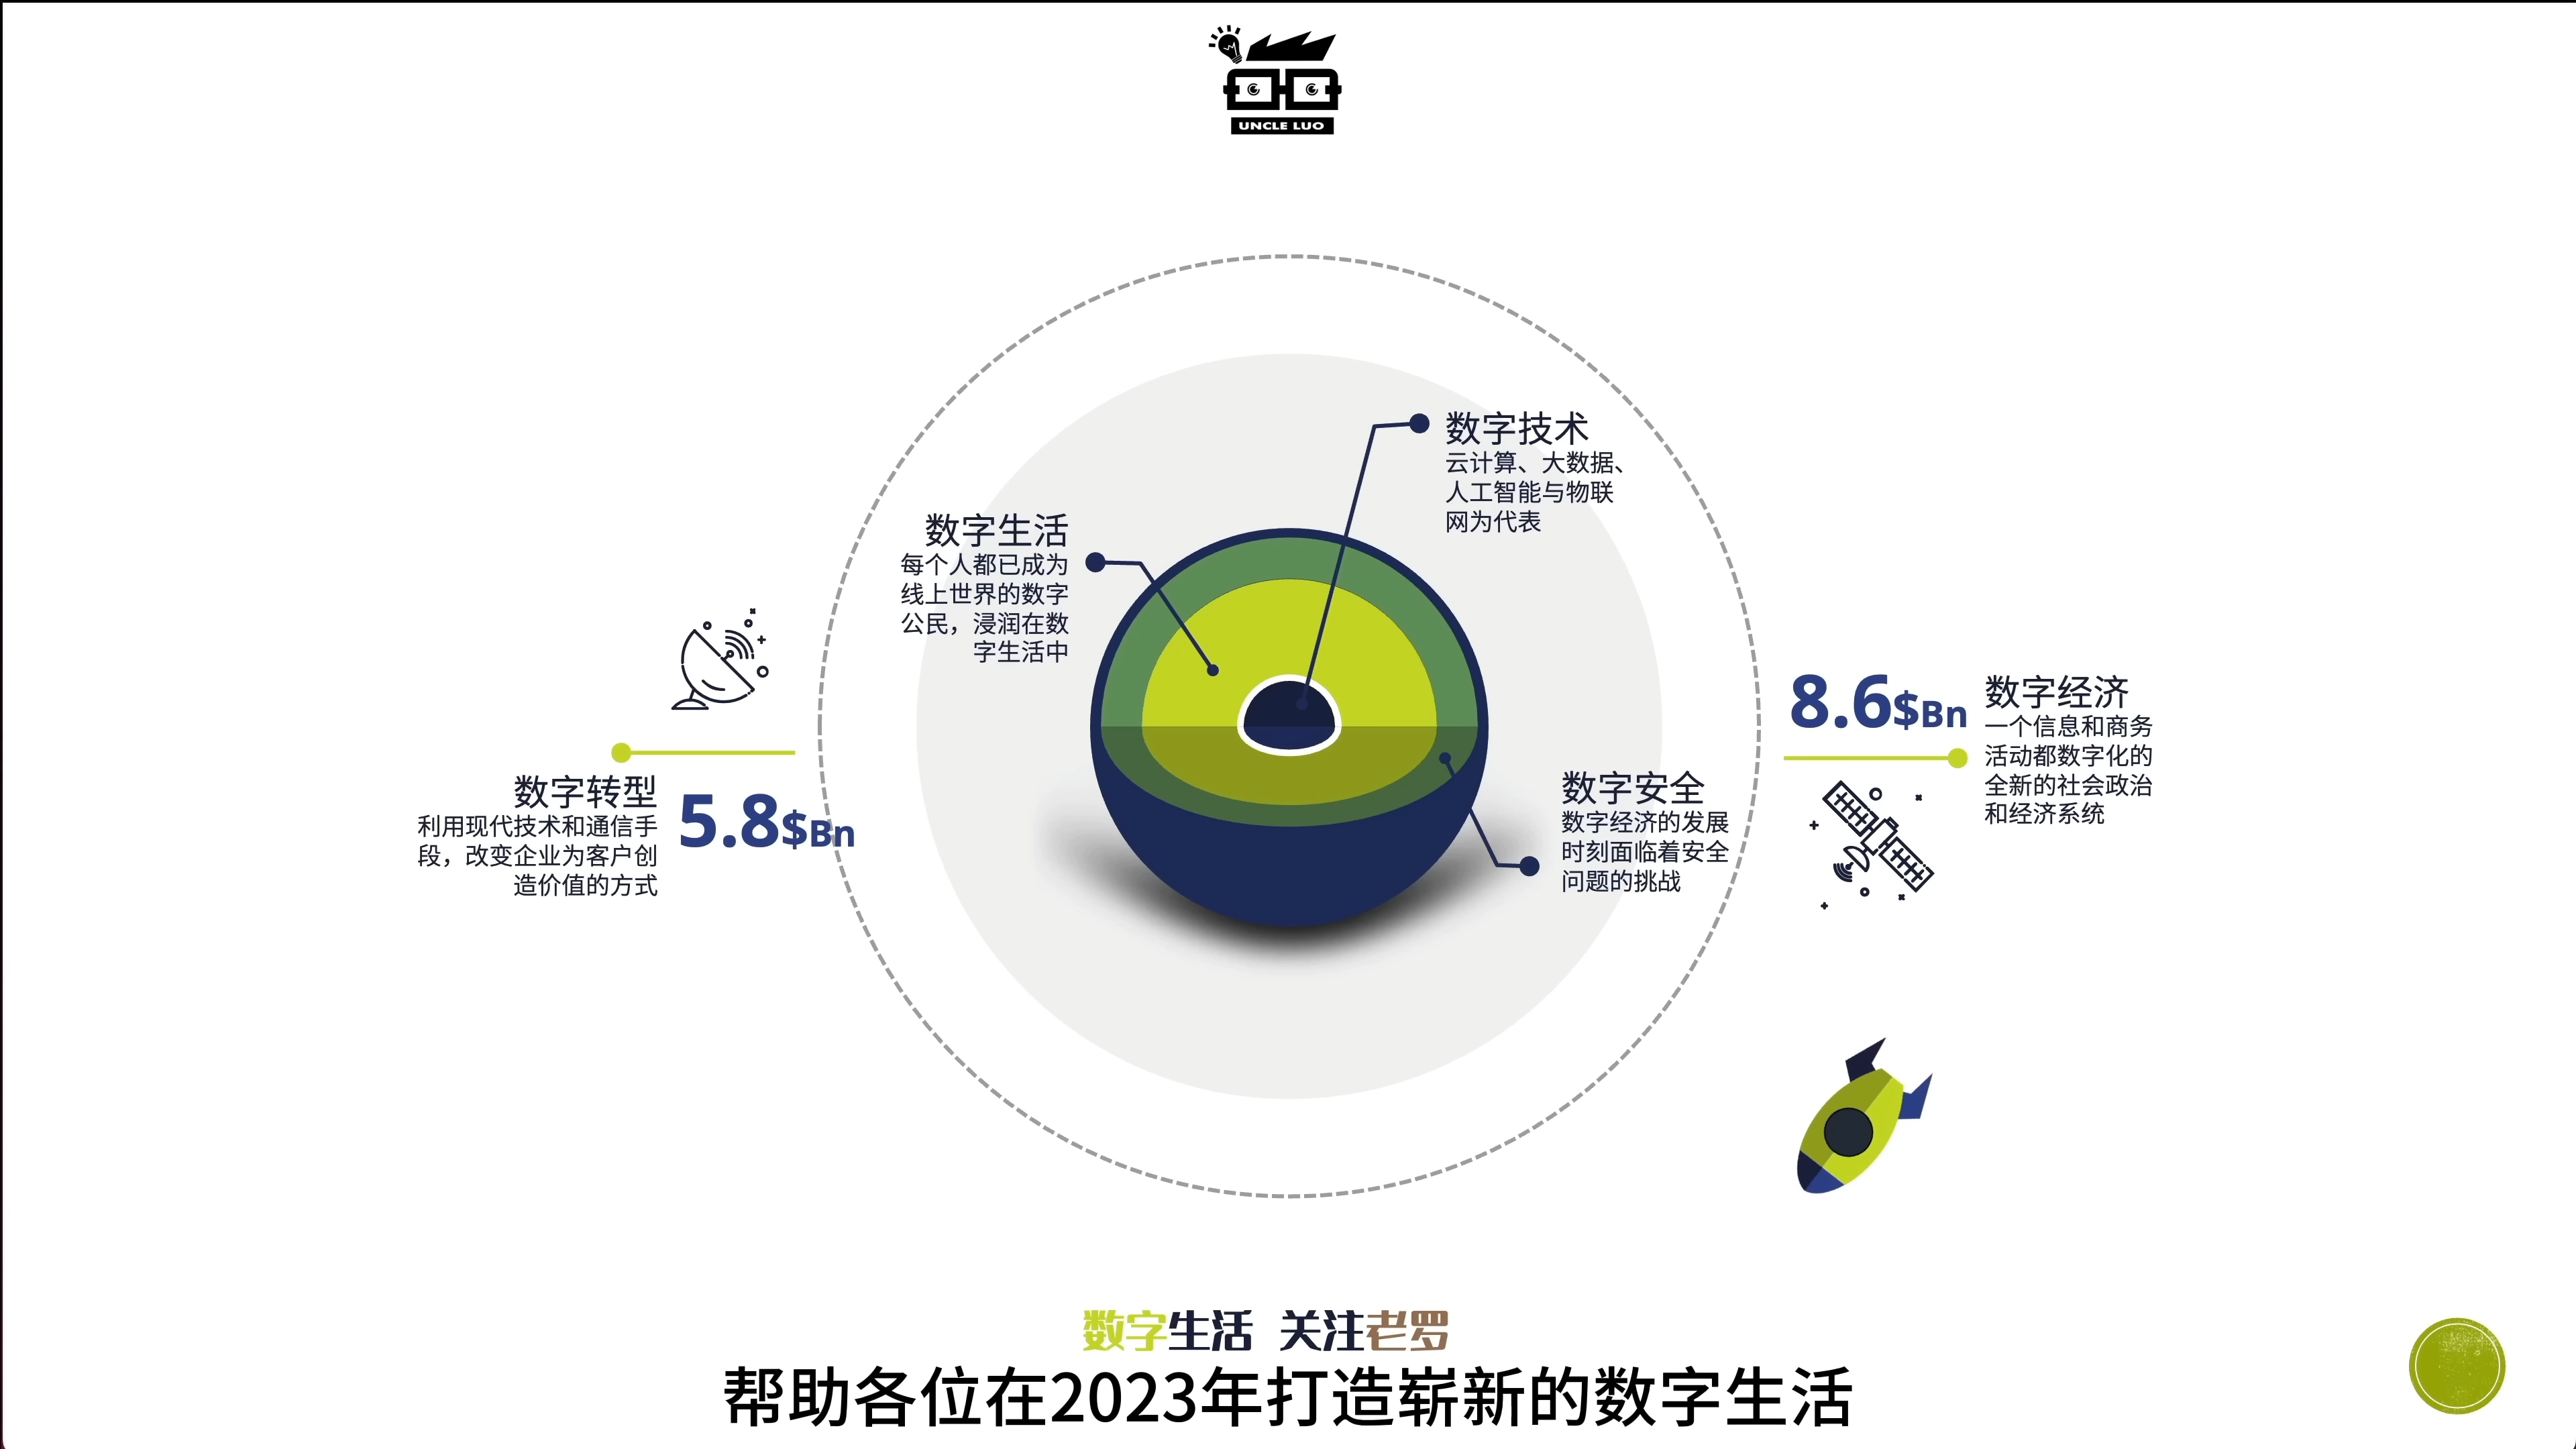 UNCLE LUO
数字技术
云计算、大数据、
人工智能与物联
网为代表
数字生活
每个人都已成为
线上世界的数字
公民，浸润在数
字生活中
8.6$Bn
数字经济
一个信息和商务
活动都数字化的
全新的社会政治
和经济系统
数字转型
利用现代技术和通信手
段，改变企业为客户创
造价值的方式
5.8$Bn
数字安全
数字经济的发展
时刻面临着安全
问题的挑战
数字生活 关注老罗
帮助各位在2023年打造崭新的数字生活